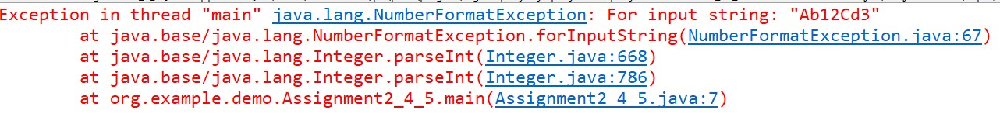 Exception in thread "main" java.lang.NumberFormatException: For input string: "Ab12Cd3"
at java.base/java.lang.NumberFormatException.forInputString(NumberFormatException.java:67)
at java.base/java.lang.Integer.parseInt(Integer.java:668)
at java.base/java.lang.Integer.parseInt(Integer.java:786)
at org.example.demo.Assignment2_4_5.main(Assignment2_4_5.java:7)